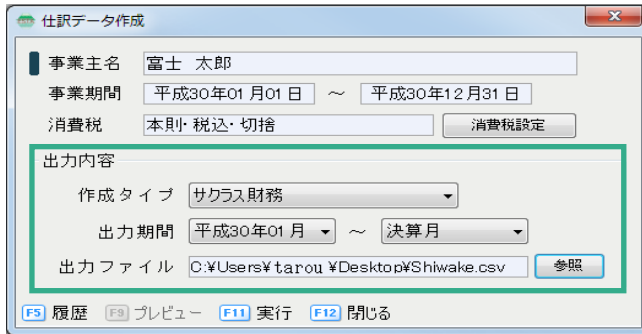 仕訳データ作成
事業主名 富士 太郎
事業期間 平成30年01月01日 ～ 平成30年12月31日
消費税 本則・税込・切捨 消費税設定
出力内容
作成タイプ サクラス財務
出力期間 平成30年01月 ～ 決算月
出力ファイル C:¥Users¥tarou¥Desktop¥Shiwake.csv 参照
F5 履歴 F9 プレビュー F11 実行 F12 閉じる